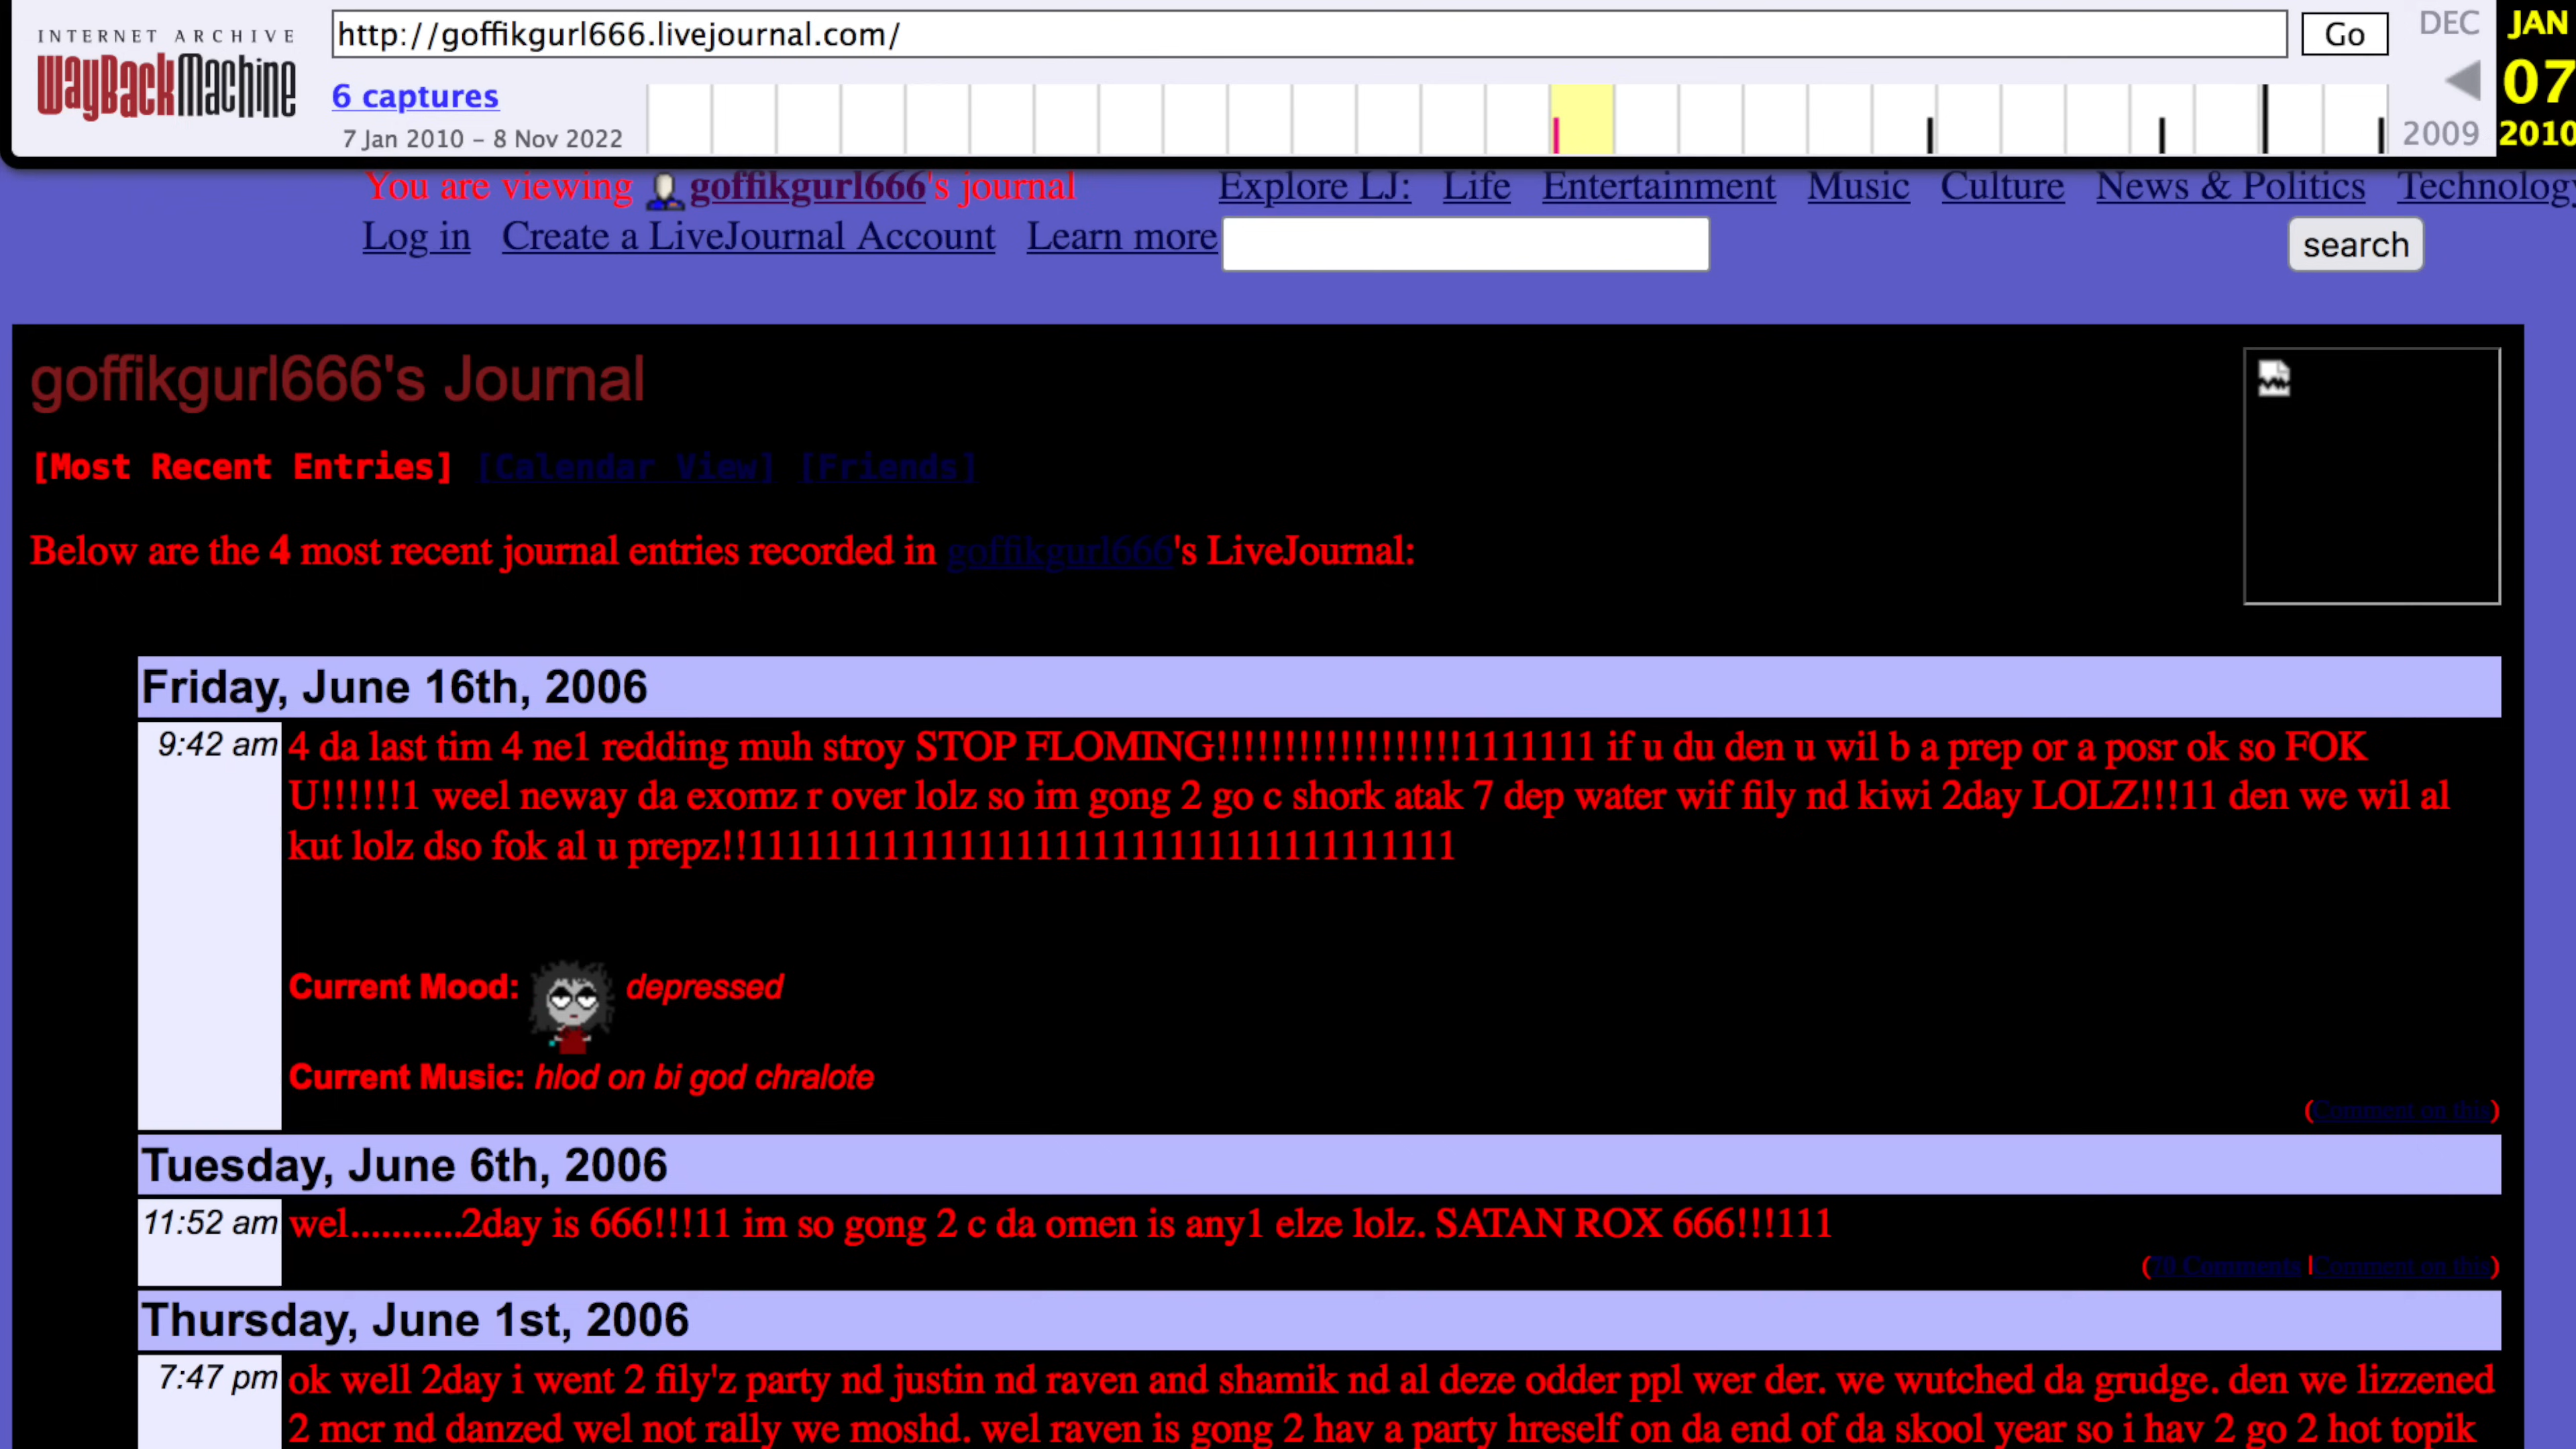 INTERNET ARCHIVE
WayBackMachine
http://goffikgurl666.livejournal.com/
Go
DEC
JAN
6 captures
07
7 Jan 2010 – 8 Nov 2022
2009
2010
You are viewing goffikgurl666's journal
Explore LJ: Life Entertainment Music Culture News & Politics Technology
Log in Create a LiveJournal Account Learn more
search
goffikgurl666's Journal
[Most Recent Entries] [Calendar View] [Friends]
Below are the 4 most recent journal entries recorded in goffikgurl666's LiveJournal:
Friday, June 16th, 2006
9:42 am 4 da last tim 4 ne1 redding muh stroy STOP FLOMING!!!!!!!!!!!!!!!!!!1111111 if u du den u wil b a prep or a posr ok so FOK
U!!!!!!1 weel neway da exomz r over lolz so im gong 2 go c shork atak 7 dep water wif fily nd kiwi 2day LOLZ!!!11 den we wil al
kut lolz dso fok al u prepz!!1111111111111111111111111111111111111
Current Mood: depressed
Current Music: hlod on bi god chralote
(Comment on this)
Tuesday, June 6th, 2006
11:52 am wel...........2day is 666!!!11 im so gong 2 c da omen is any1 elze lolz. SATAN ROX 666!!!111
(70 Comments |Comment on this)
Thursday, June 1st, 2006
7:47 pm ok well 2day i went 2 fily'z party nd justin nd raven and shamik nd al deze odder ppl wer der. we wutched da grudge. den we lizzened
2 mcr nd danzed wel not rally we moshd. wel raven is gong 2 hav a party hreself on da end of da skool year so i hav 2 go 2 hot topik